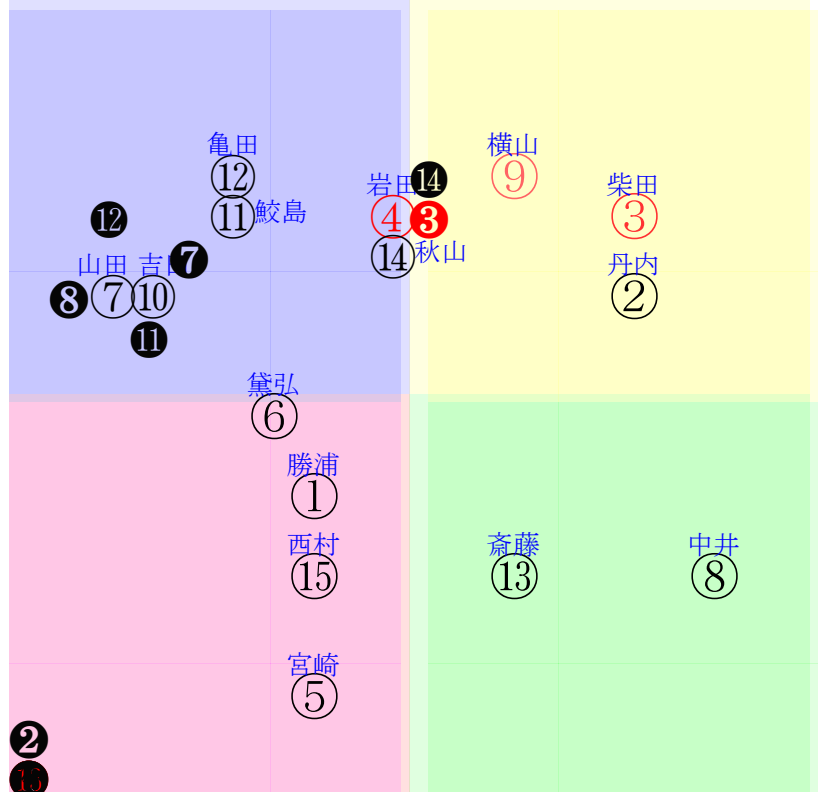 亀田
⑫
横山
⑨
岩田
④
⓮
柴田
③
⓬
⑪ 鮫島
❸
⑭ 秋山
山田
⑦
吉
⑩
❼
❽
⓫
丹内
②
黛弘
⑥
勝浦
①
西村
⑮
斎藤
⑬
中井
⑧
宮崎
⑤
❷